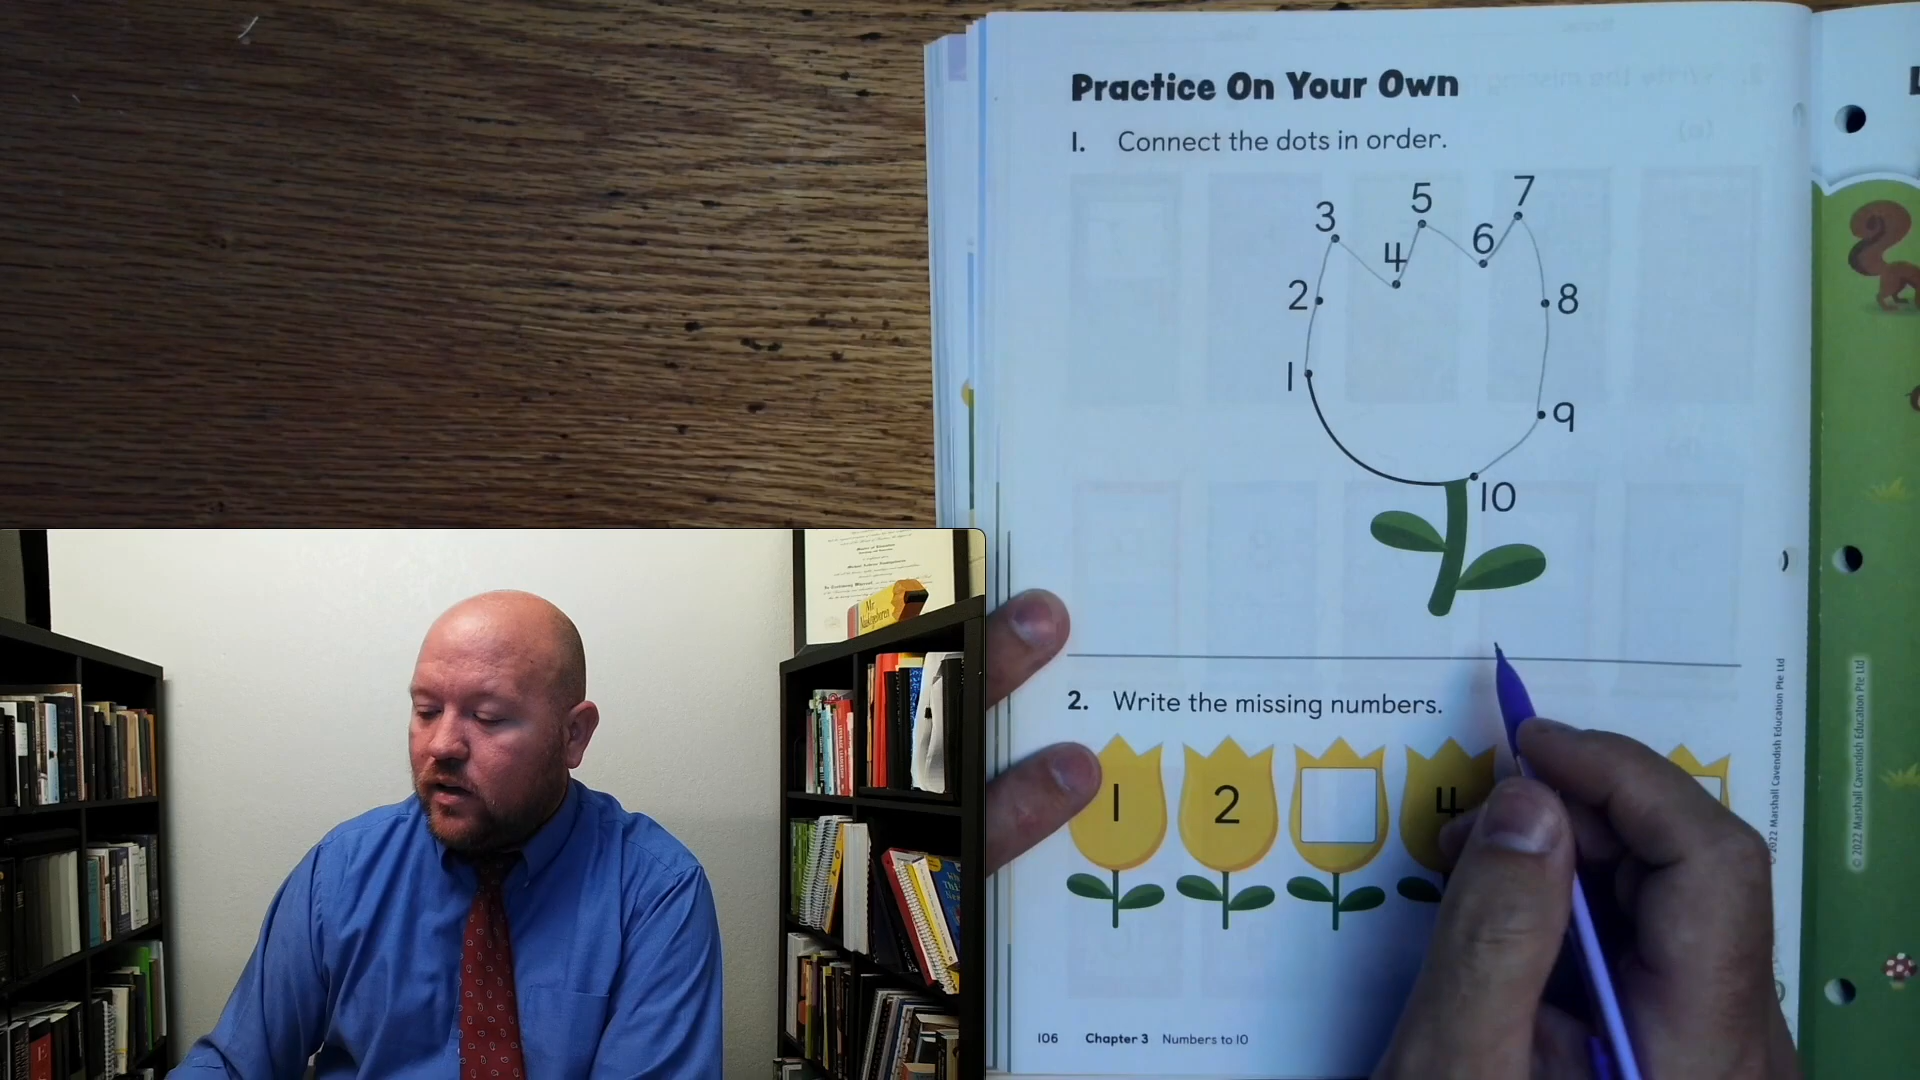 Practice On Your Own
1. Connect the dots in order.
7
5
3
6
4
2
8
1
9
10
2. Write the missing numbers.
1 2 4
106 Chapter 3 Numbers to 10
© 2022 Marshall Cavendish Education Pte Ltd
© 2022 Marshall Cavendish Education Pte Ltd
Mr.